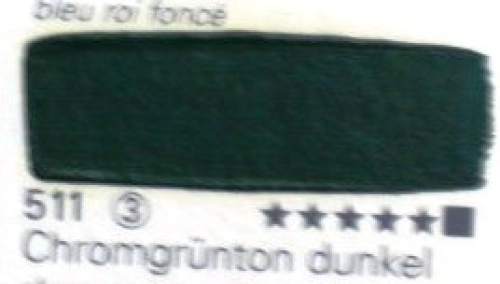 bleu roi foncé
511 ③ ★★★★★■
Chromgrünton dunkel